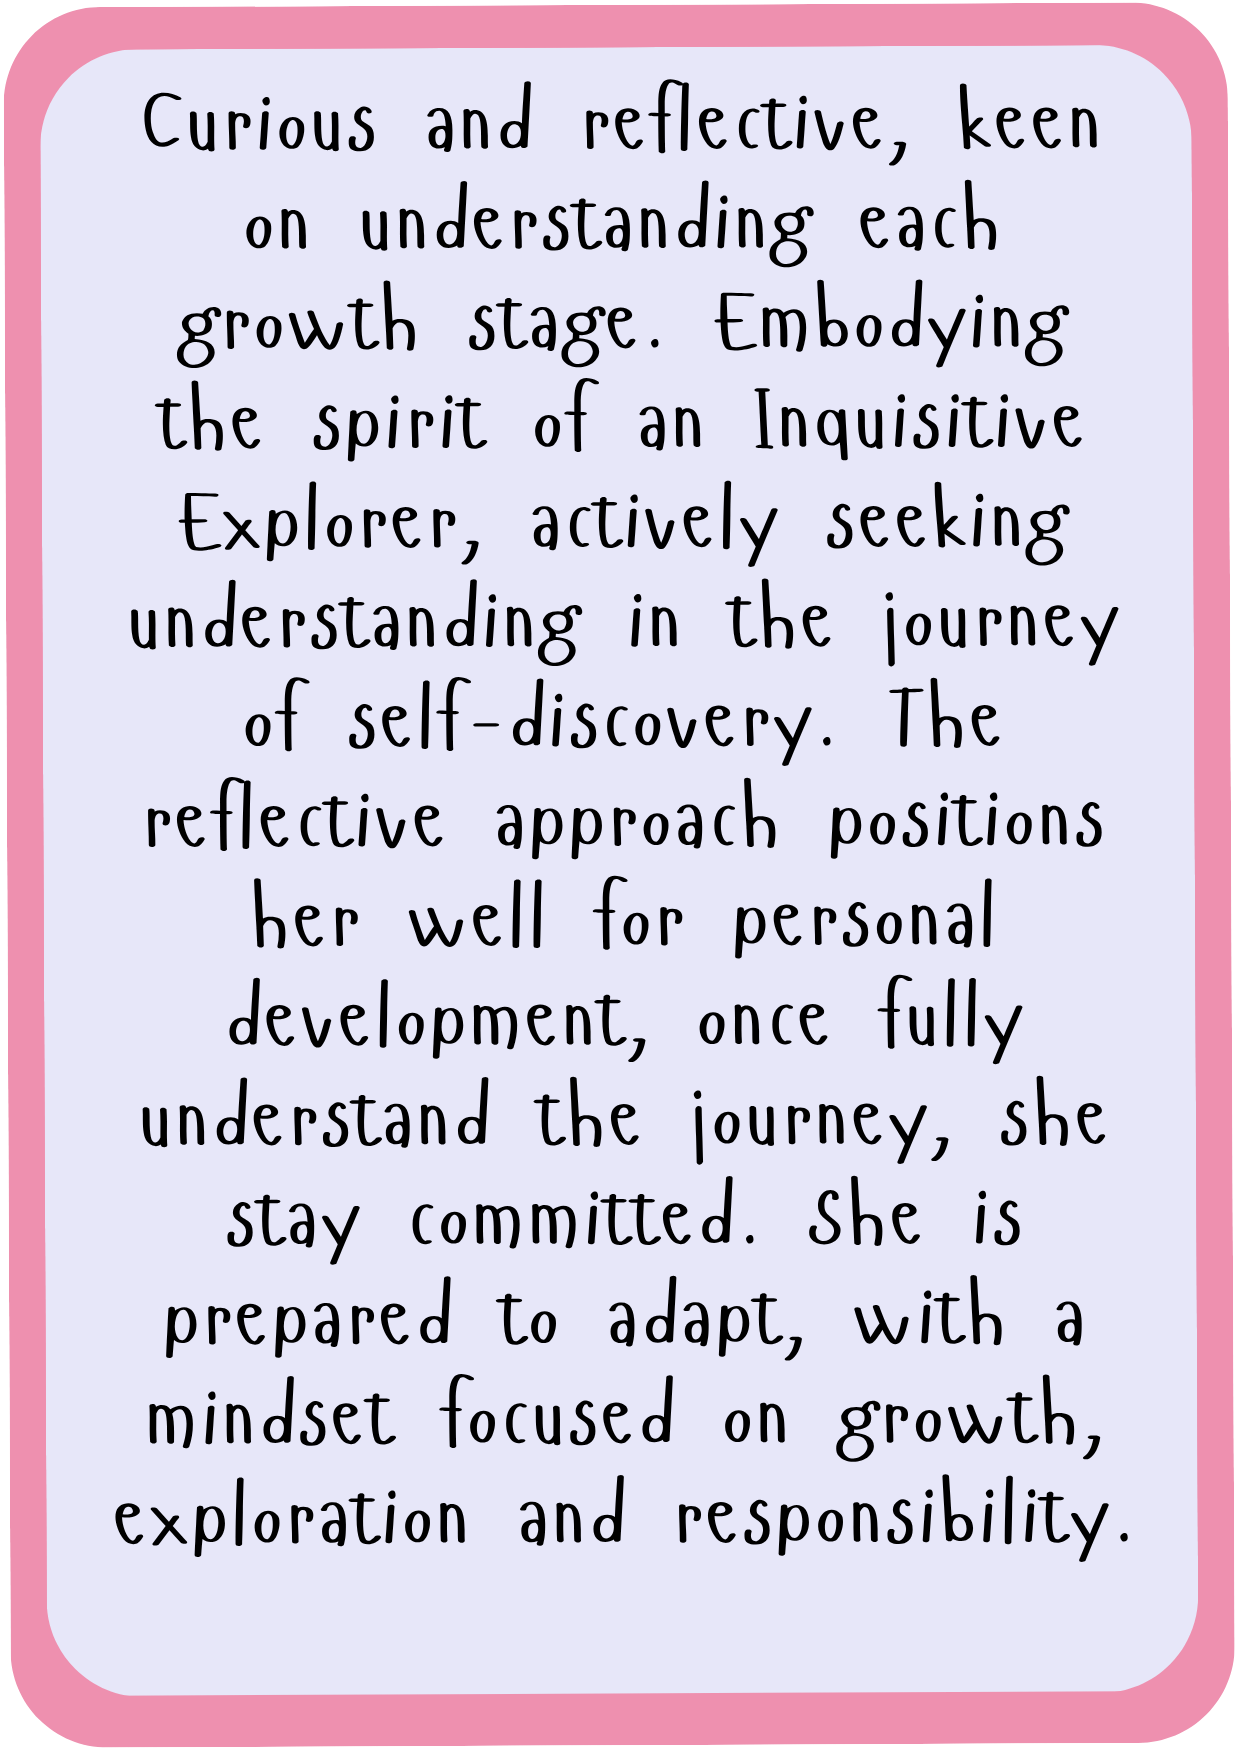 Curious and reflective, keen
on understanding each
growth stage. Embodying
the spirit of an Inquisitive
Explorer, actively seeking
understanding in the journey
of self-discovery. The
reflective approach positions
her well for personal
development, once fully
understand the journey, she
stay committed. She is
prepared to adapt, with a
mindset focused on growth,
exploration and responsibility.